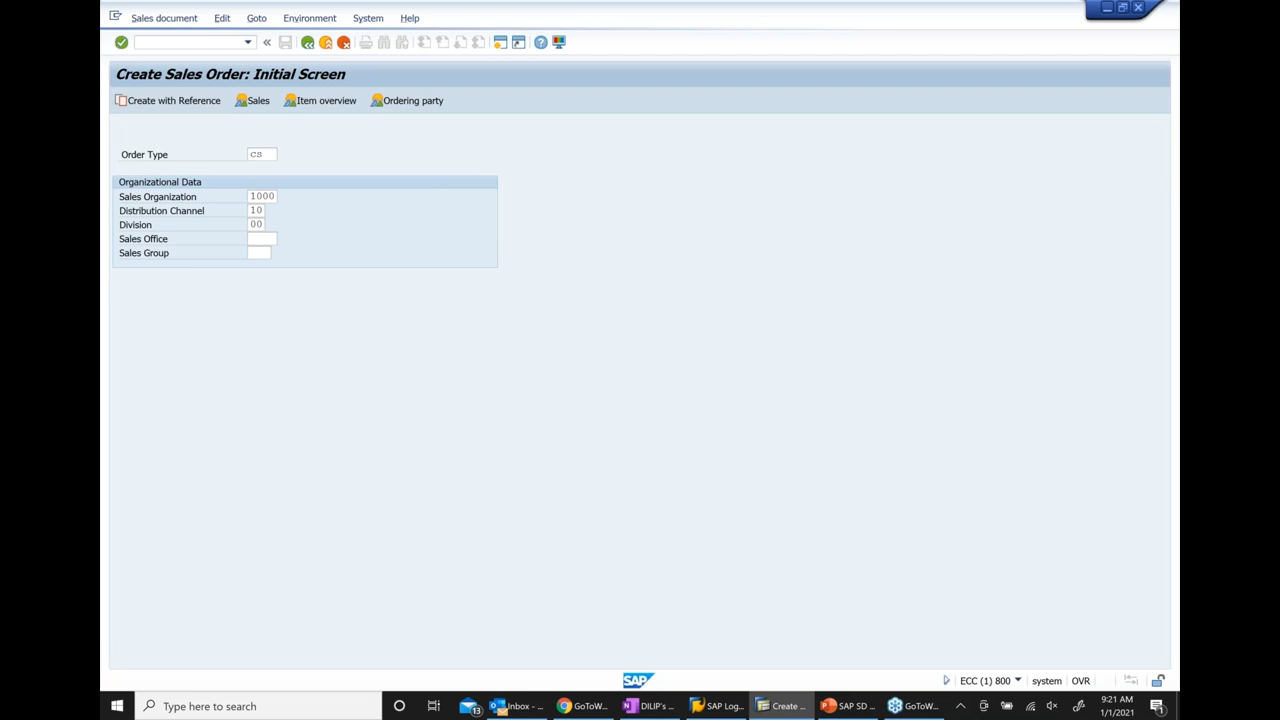 Sales document Edit Goto Environment System Help
Create Sales Order: Initial Screen
Create with Reference Sales Item overview Ordering party
Order Type cs
Organizational Data
Sales Organization 1000
Distribution Channel 10
Division 00
Sales Office
Sales Group
SAP
ECC (1) 800 system OVR
Type here to search 13 Inbox - ... GoToW... DILIP's ... SAP Log... Create ... SAP SD ... GoToW... 9:21 AM
1/1/2021 1